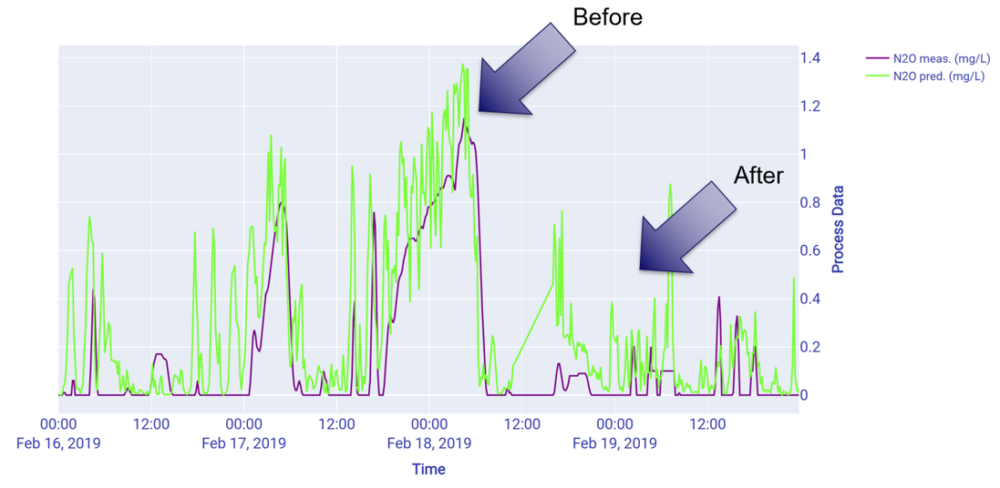 Before
After
N2O meas. (mg/L)
N2O pred. (mg/L)
1.4
1.2
1
0.8
0.6
0.4
0.2
0
Process Data
00:00 12:00 00:00 12:00 00:00 12:00 00:00 12:00
Feb 16, 2019 Feb 17, 2019 Feb 18, 2019 Feb 19, 2019
Time